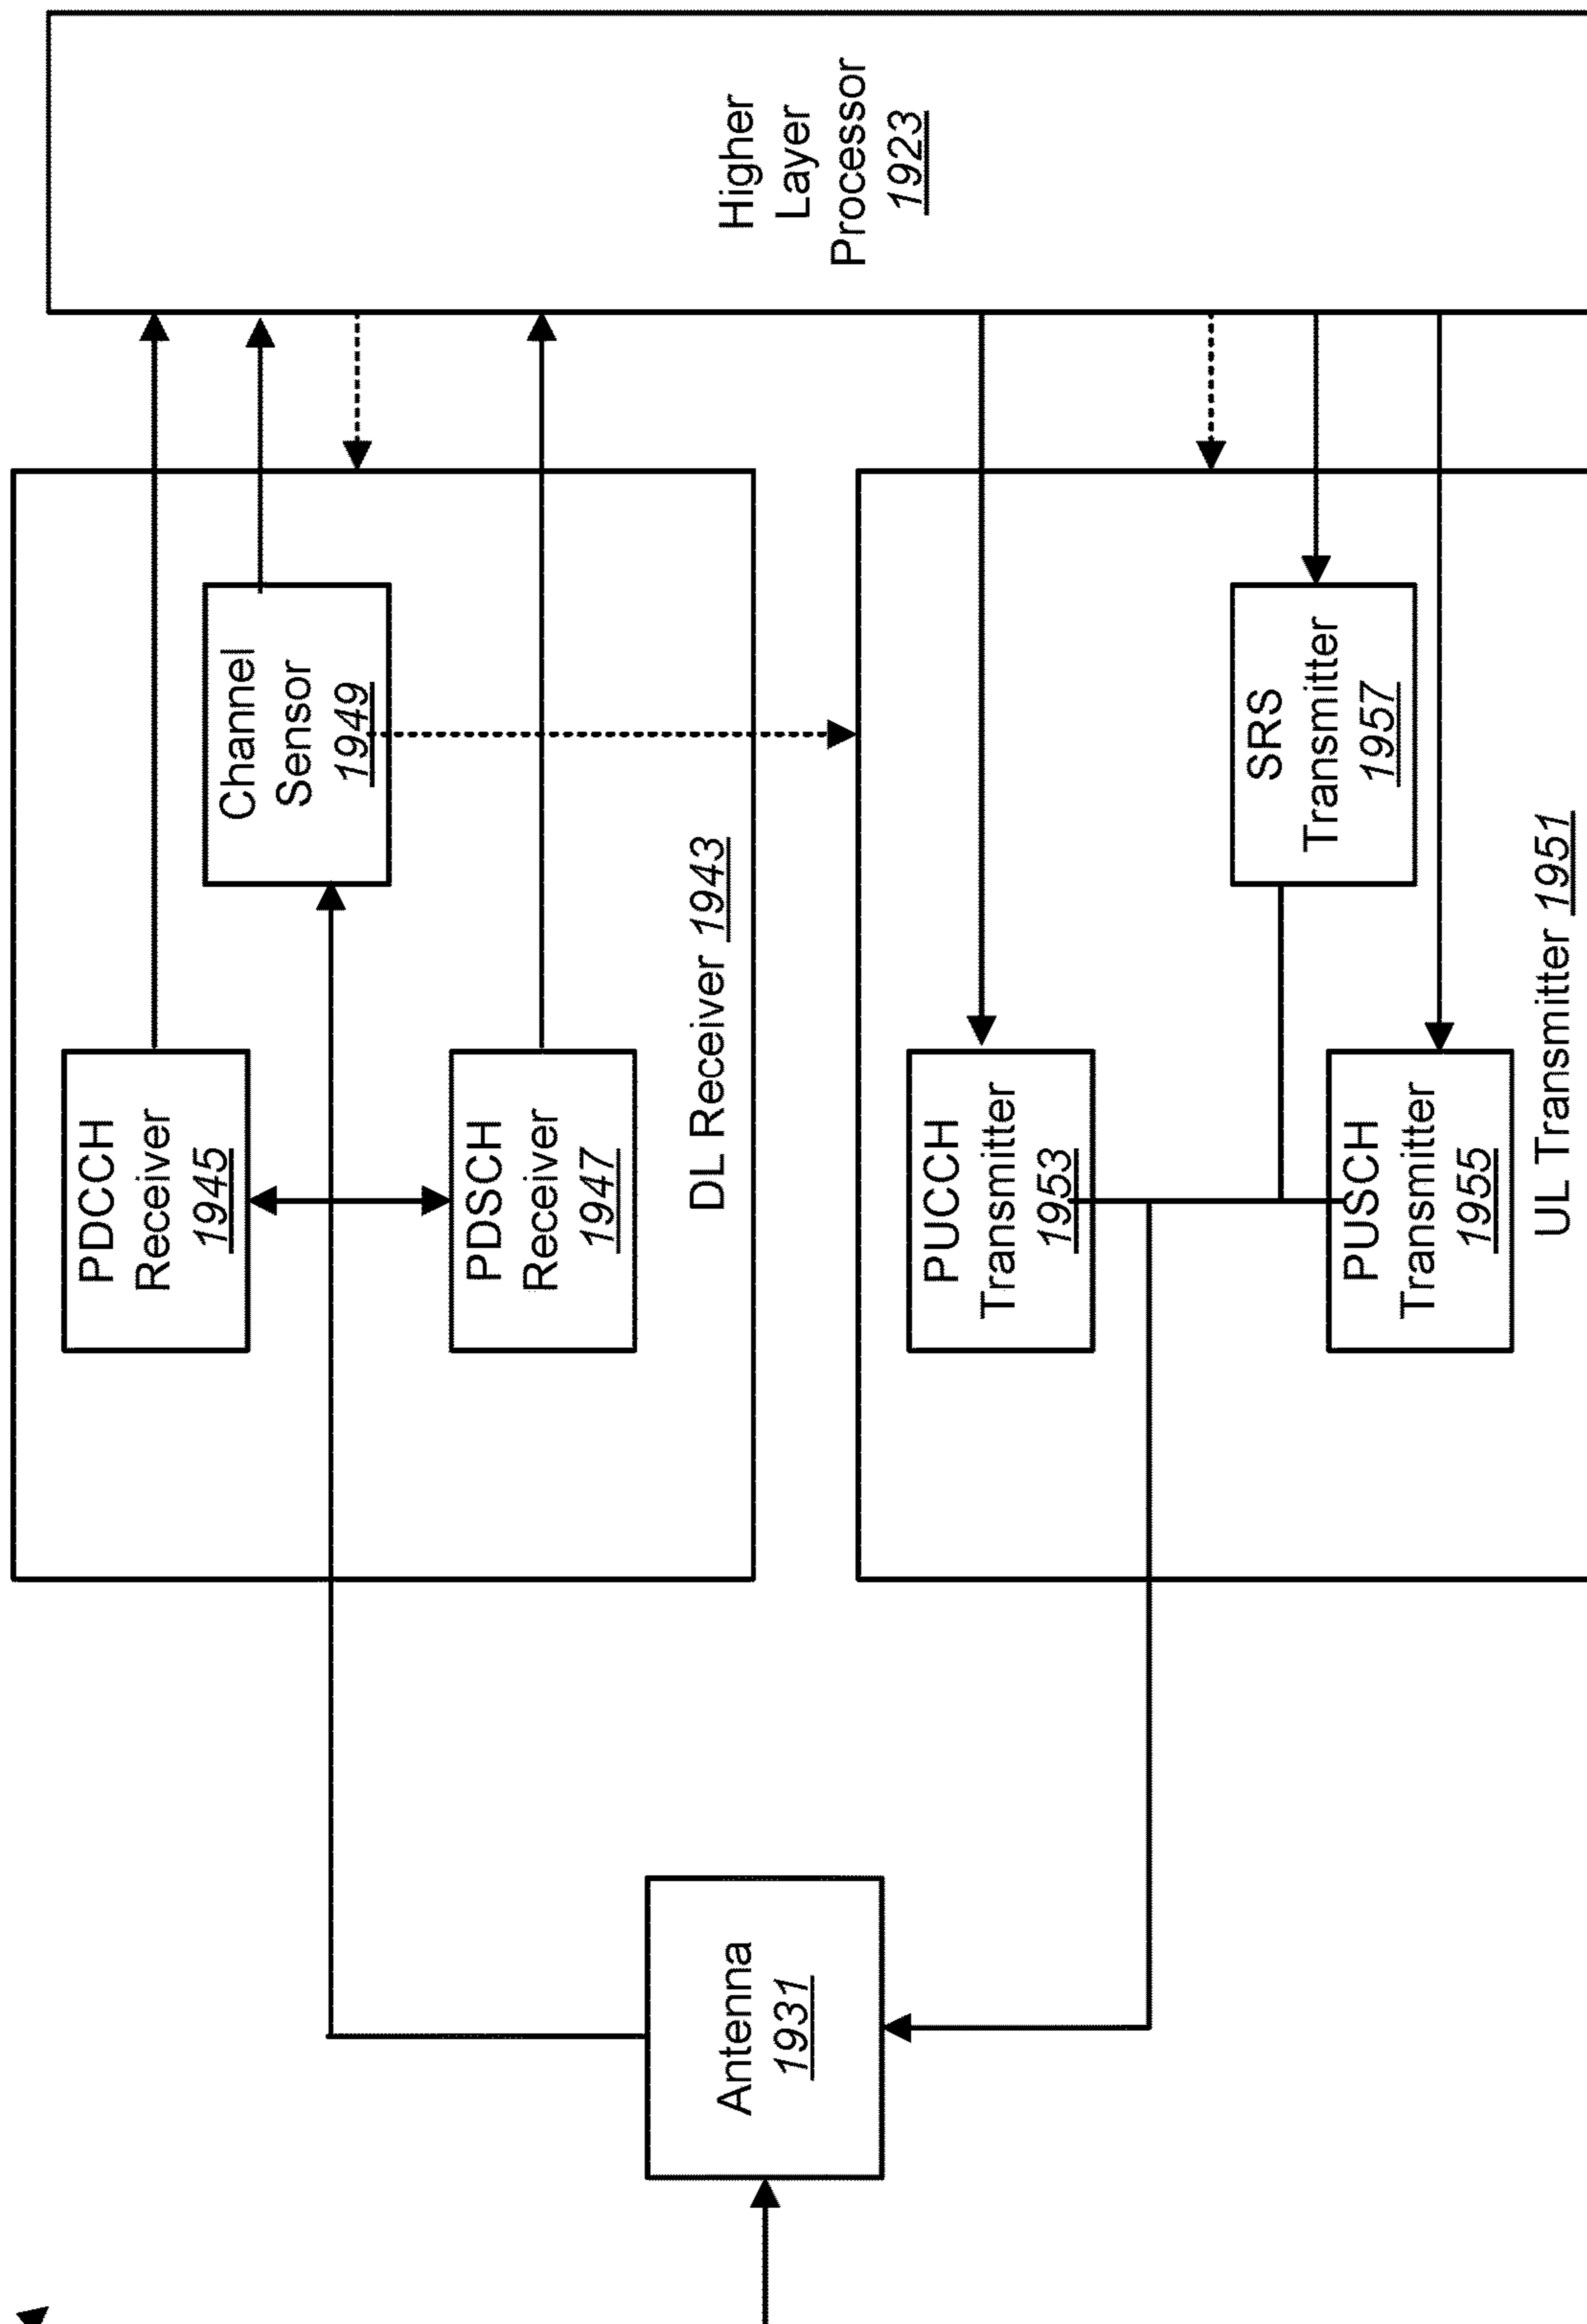 Higher
Layer
Processor
1923
PDCCH
Receiver
1945
Channel
Sensor
1949
PDSCH
Receiver
1947
DL Receiver 1943
PUCCH
Transmitter
1953
SRS
Transmitter
1957
PUSCH
Transmitter
1955
UL Transmitter 1951
Antenna
1931